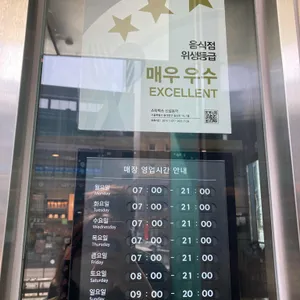 음식점
위생등급
매우 우수
EXCELLENT
매장 영업시간 안내
월요일 Monday 07 : 00 - 21 : 00
화요일 Tuesday 07 : 00 - 21 : 00
수요일 Wednesday 07 : 00 - 21 : 00
목요일 Thursday 07 : 00 - 21 : 00
금요일 Friday 07 : 00 - 21 : 00
토요일 Saturday 08 : 00 - 21 : 00
일요일 Sunday 09 : 00 - 20 : 00